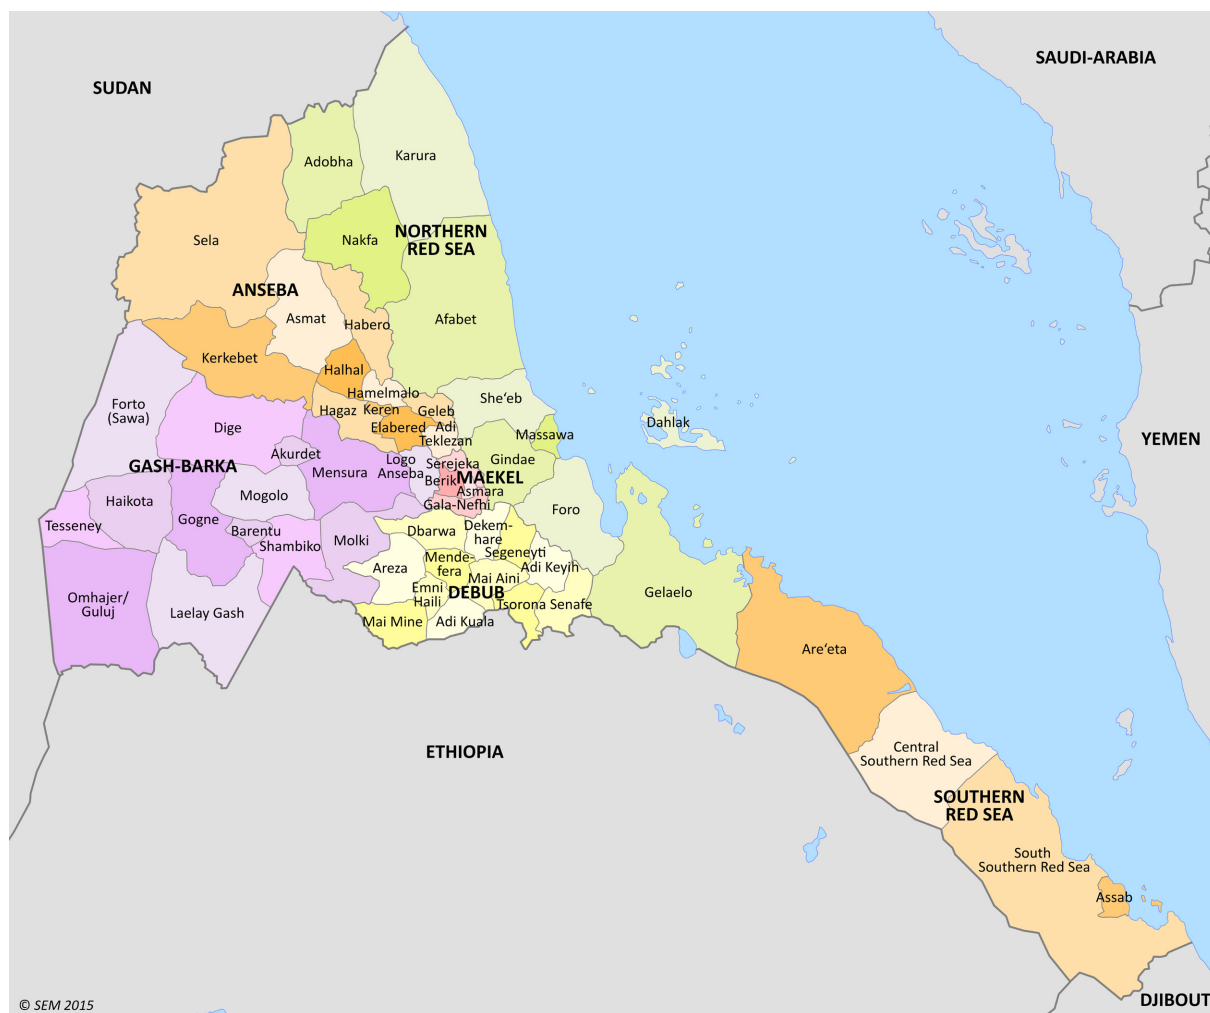 SUDAN
SAUDI-ARABIA
Adobha
Karura
Sela
Nakfa
NORTHERN
RED SEA
ANSEBA
Asmat
Habero
Afabet
Kerkebet
Halhal
Hamelmalo
She‘eb
Forto
(Sawa)
Hagaz
Keren
Geleb
Dahlak
Dige
Elabered
Adi
Teklezan
Massawa
YEMEN
Akurdet
GASH-BARKA
Mensura
Logo
Anseba
Serejeka
Gindae
MAEKEL
Berik
Asmara
Haikota
Mogolo
Gala-Nefhi
Foro
Tesseney
Gogne
Barentu
Shambiko
Molki
Dbarwa
Dekem-
hare
Segeneyti
Areza
Mende-
fera
Adi Keyih
Mai Aini
Emni
Haili
DEBUB
Gelaelo
Omhajer/
Guluj
Laelay Gash
Tsorona
Senafe
Mai Mine
Adi Kuala
Are‘eta
ETHIOPIA
Central
Southern Red Sea
SOUTHERN
RED SEA
South
Southern Red Sea
Assab
© SEM 2015
DJIBOUT